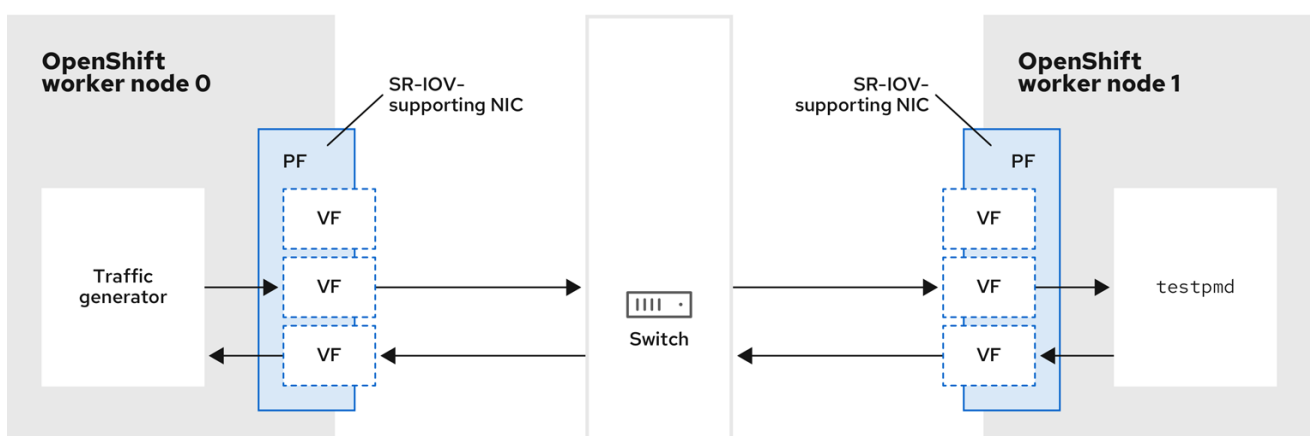 OpenShift
worker node 0
SR-IOV-
supporting NIC
SR-IOV-
supporting NIC
OpenShift
worker node 1
PF
PF
VF
VF
Traffic
generator
VF
VF
testpmd
Switch
VF
VF